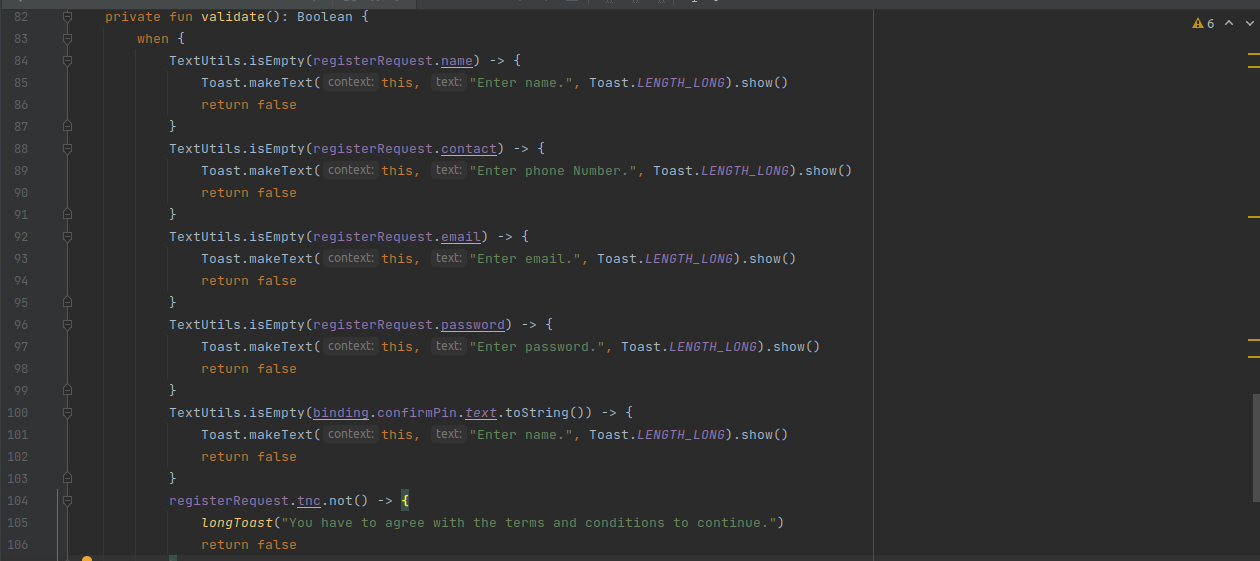 82 private fun validate(): Boolean {
6
83 when {
84 TextUtils.isEmpty(registerRequest.name) -> {
85 Toast.makeText( context: this, text: "Enter name.", Toast.LENGTH_LONG).show()
86 return false
87 }
88 TextUtils.isEmpty(registerRequest.contact) -> {
89 Toast.makeText( context: this, text: "Enter phone Number.", Toast.LENGTH_LONG).show()
90 return false
91 }
92 TextUtils.isEmpty(registerRequest.email) -> {
93 Toast.makeText( context: this, text: "Enter email.", Toast.LENGTH_LONG).show()
94 return false
95 }
96 TextUtils.isEmpty(registerRequest.password) -> {
97 Toast.makeText( context: this, text: "Enter password.", Toast.LENGTH_LONG).show()
98 return false
99 }
100 TextUtils.isEmpty(binding.confirmPin.text.toString()) -> {
101 Toast.makeText( context: this, text: "Enter name.", Toast.LENGTH_LONG).show()
102 return false
103 }
104 registerRequest.tnc.not() -> {
105 longToast("You have to agree with the terms and conditions to continue.")
106 return false